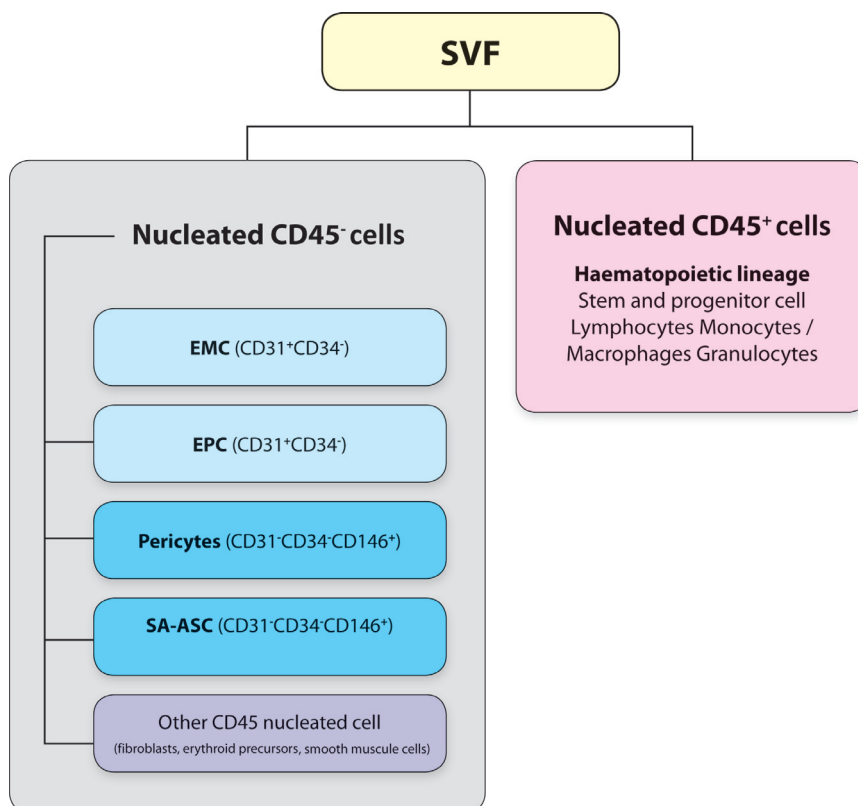 SVF
Nucleated CD45⁻ cells
EMC (CD31⁺CD34⁻)
EPC (CD31⁺CD34⁻)
Pericytes (CD31⁻CD34⁻CD146⁺)
SA-ASC (CD31⁻CD34⁻CD146⁺)
Other CD45 nucleated cell
(fibroblasts, erythroid precursors, smooth muscle cells)
Nucleated CD45⁺ cells
Haematopoietic lineage
Stem and progenitor cell
Lymphocytes Monocytes /
Macrophages Granulocytes